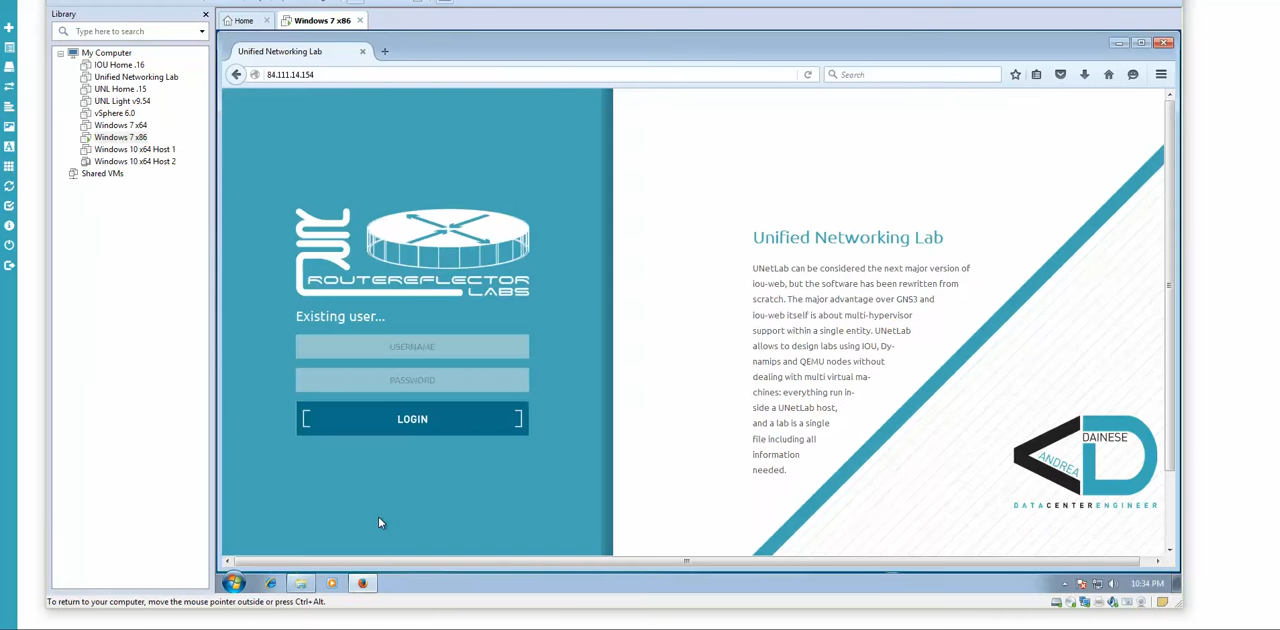 Library
Home
Windows 7 x86
Type here to search
My Computer
IOU Home .16
Unified Networking Lab
UNL Home .15
UNL Light v9.54
vSphere 6.0
Windows 7 x64
Windows 7 x86
Windows 10 x64 Host 1
Windows 10 x64 Host 2
Shared VMs
Unified Networking Lab
84.111.14.154
Search
UNL
ROUTEREFLECTOR
LABS
Existing user...
USERNAME
PASSWORD
LOGIN
Unified Networking Lab
UNetLab can be considered the next major version of
iou-web, but the software has been rewritten from
scratch. The major advantage over GNS3 and
iou-web itself is about multi-hypervisor
support within a single entity. UNetLab
allows to design labs using IOU, Dy-
namips and QEMU nodes without
dealing with multi virtual ma-
chines: everything run in-
side a UNetLab host,
and a lab is a single
file including all
information
needed.
DAINESE
ANDREA
DATACENTERENGINEER
10:34 PM
To return to your computer, move the mouse pointer outside or press Ctrl+Alt.